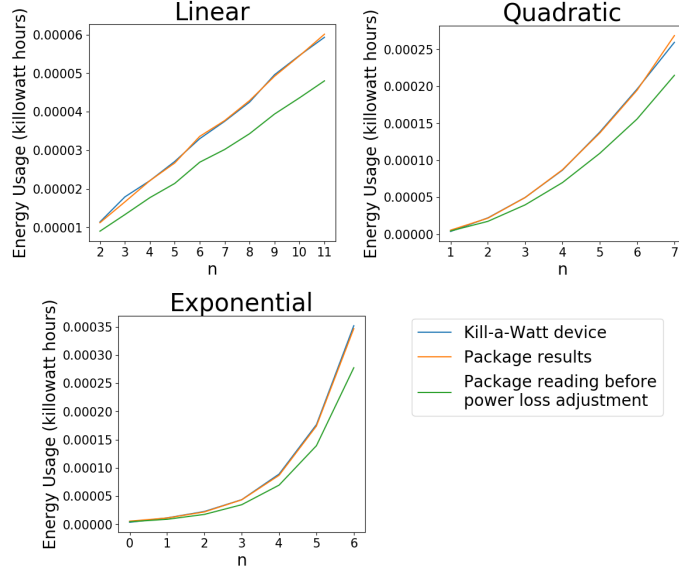 Linear
Energy Usage (killowatt hours)
0.00006
0.00005
0.00004
0.00003
0.00002
0.00001
2 3 4 5 6 7 8 9 10 11
n
Quadratic
Energy Usage (killowatt hours)
0.00025
0.00020
0.00015
0.00010
0.00005
0.00000
1 2 3 4 5 6 7
n
Exponential
Energy Usage (killowatt hours)
0.00035
0.00030
0.00025
0.00020
0.00015
0.00010
0.00005
0.00000
0 1 2 3 4 5 6
n
Kill-a-Watt device
Package results
Package reading before
power loss adjustment